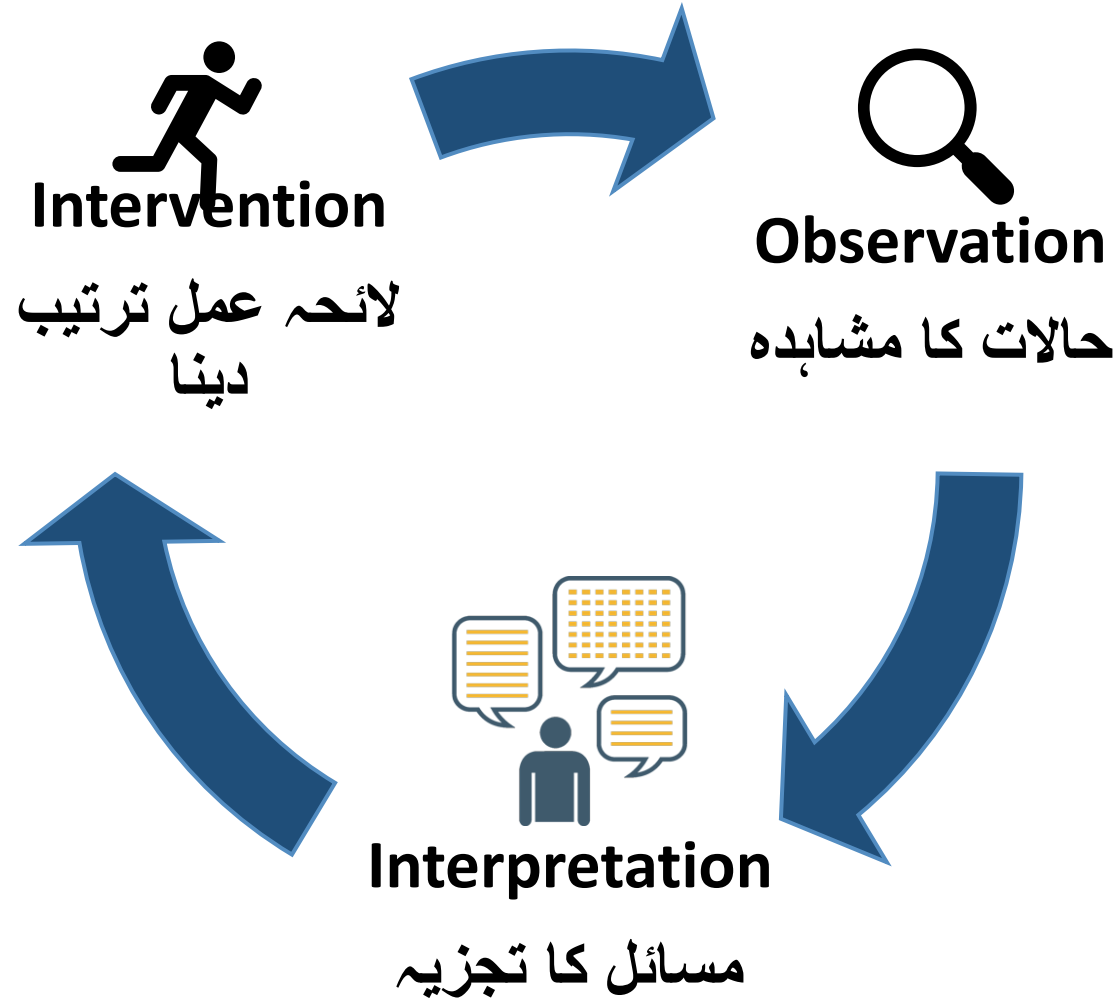 Intervention
لائحہ عمل ترتیب
دینا
Observation
حالات کا مشاہدہ
Interpretation
مسائل کا تجزیہ